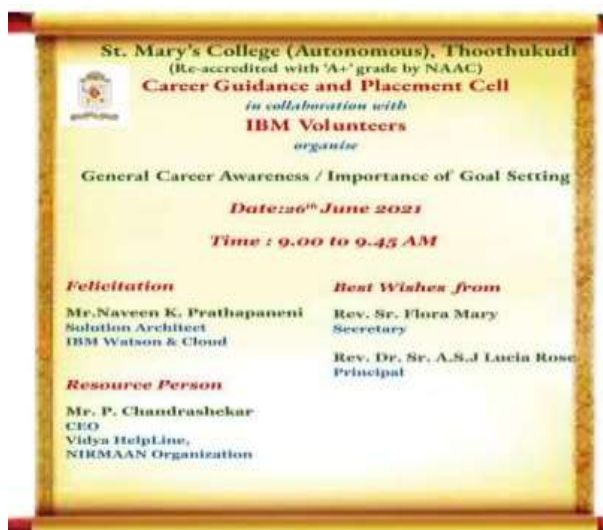 St. Mary's College (Autonomous), Thoothukudi
(Re-accredited with 'A+' grade by NAAC)
Career Guidance and Placement Cell
in collaboration with
IBM Volunteers
organise
General Career Awareness / Importance of Goal Setting
Date:26th June 2021
Time : 9.00 to 9.45 AM
Felicitation
Mr.Naveen K. Prathapaneni
Solution Architect
IBM Watson & Cloud
Resource Person
Mr. P. Chandrashekar
CEO
Vidya HelpLine,
NIRMAAN Organization
Best Wishes from
Rev. Sr. Flora Mary
Secretary
Rev. Dr. Sr. A.S.J Lucia Rose
Principal